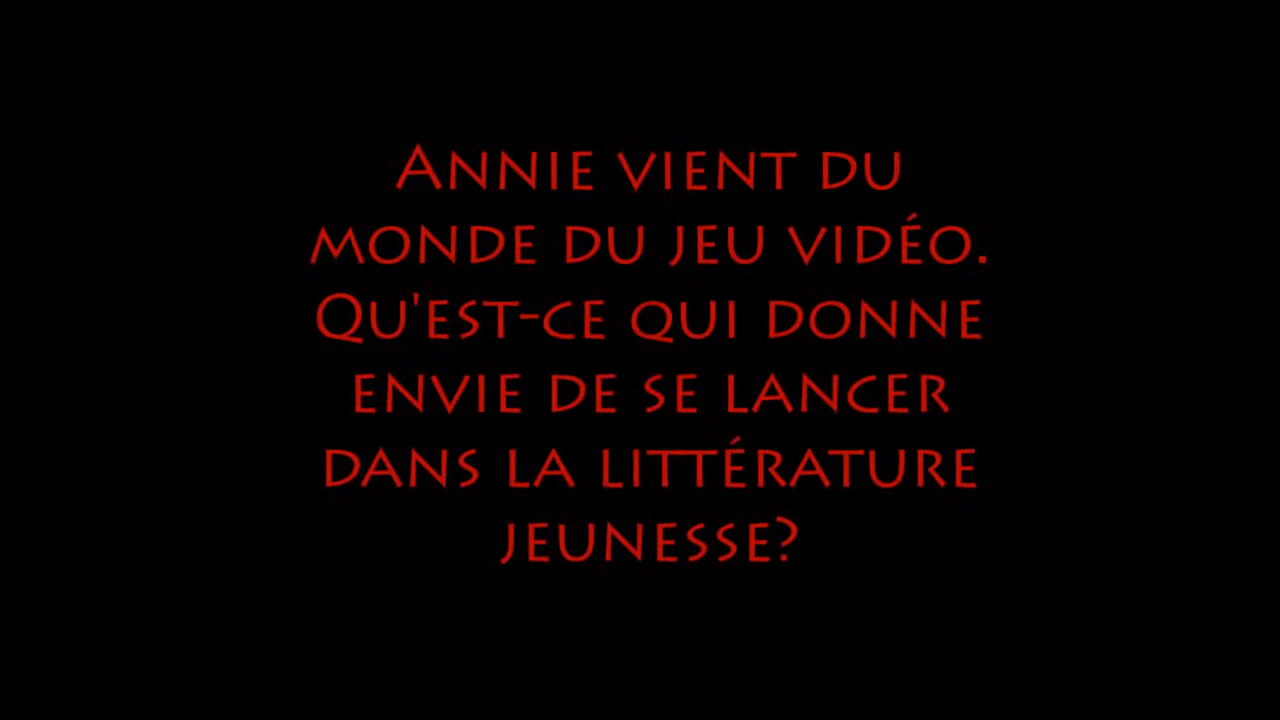 Annie vient du
monde du jeu vidéo.
Qu'est-ce qui donne
envie de se lancer
dans la littérature
jeunesse?